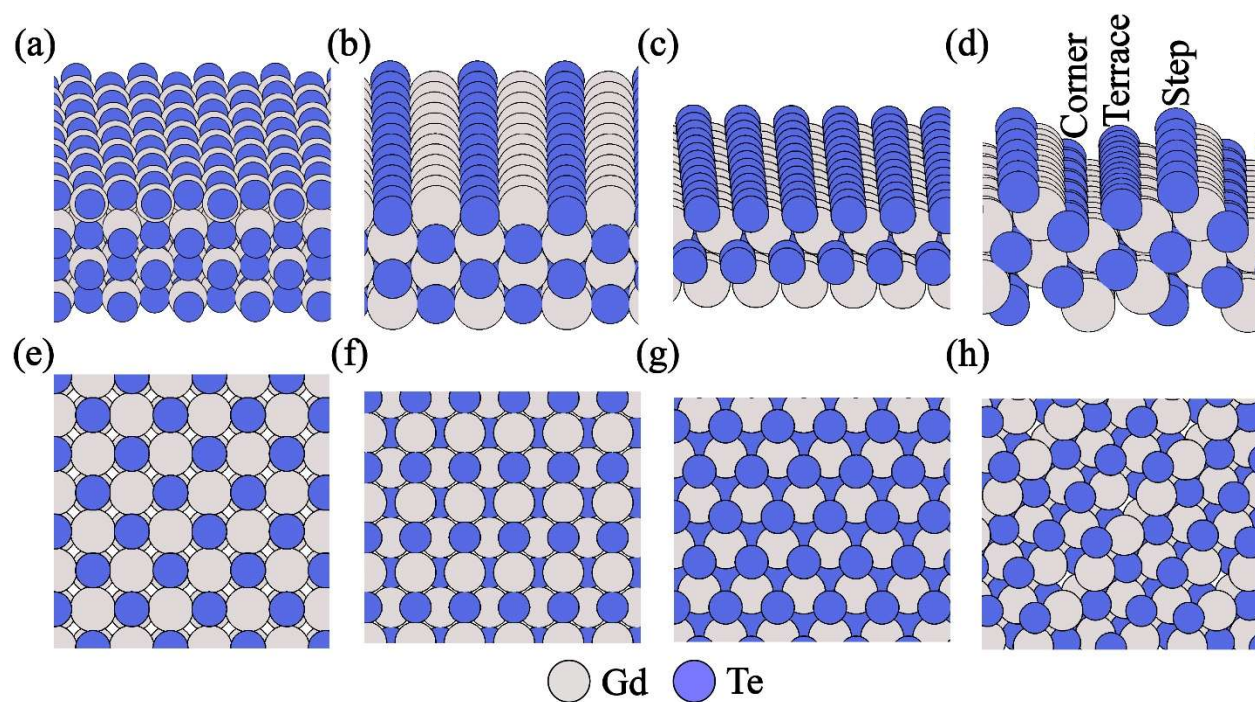 (a)
(b)
(c)
(d)
Corner
Terrace
Step
(e)
(f)
(g)
(h)
Gd
Te